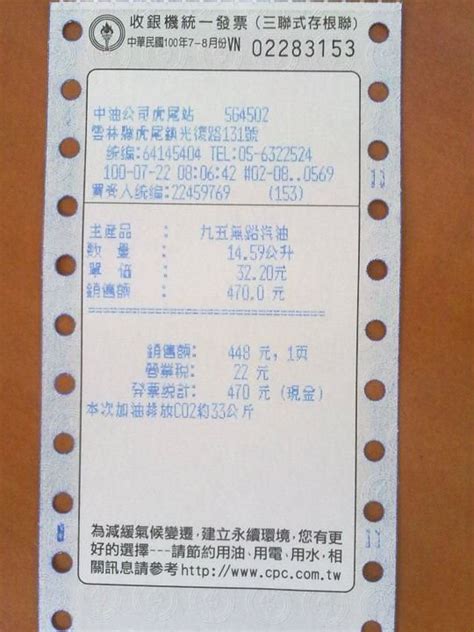 收銀機統一發票(三聯式存根聯)
中華民國100年7-8月份VN 02283153
中油公司虎尾站 564502
雲林縣虎尾鎮光復路131號
統編:64145404 TEL:05-6322524
100-07-22 08:06:42 #02-08..0569
買受人統編:22459769 (153)
主產品 : 九五無鉛汽油
數量 : 14.59公升
單價 : 32.20元
銷售額 : 470.0 元
===============================
銷售額: 448 元, 1頁
營業稅: 22 元
發票總計: 470 元 (現金)
本次加油排放CO2約33公斤
為減緩氣候變遷,建立永續環境,您有更
好的選擇---請節約用油、用電、用水,相
關訊息請參考http://www.cpc.com.tw